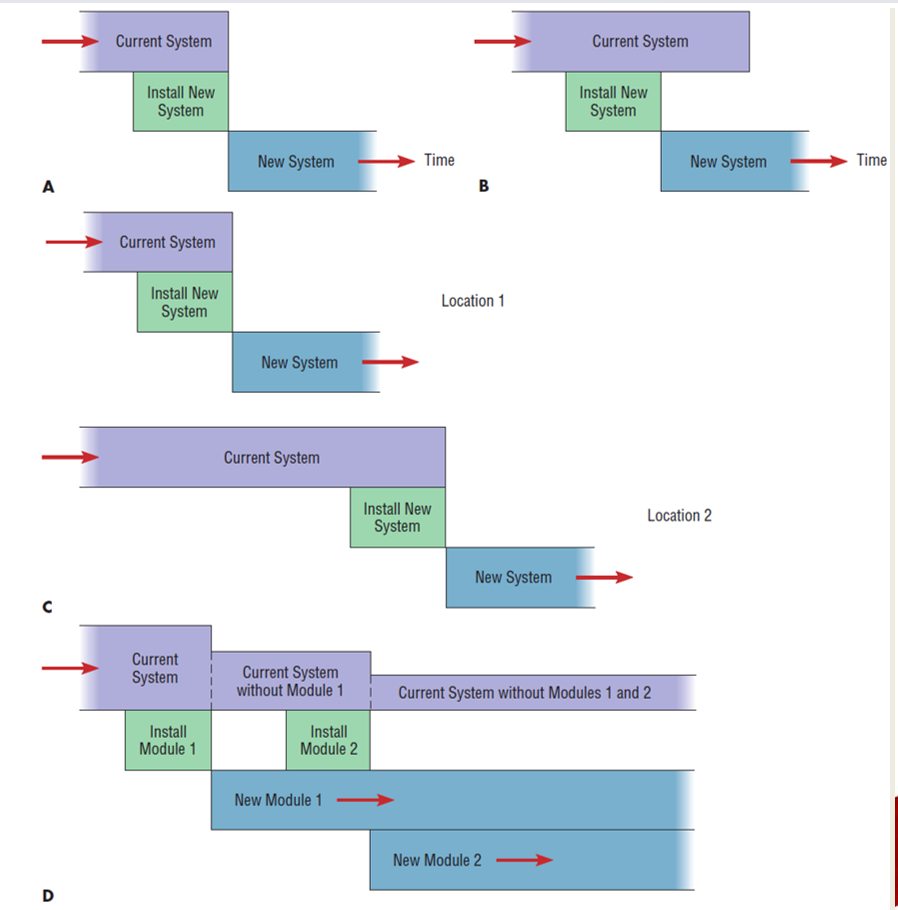 Current System
Install New
System
New System
Time
A
Current System
Install New
System
New System
Time
B
Current System
Install New
System
New System
Location 1
Current System
Install New
System
New System
Location 2
C
Current
System
Current System
without Module 1
Current System without Modules 1 and 2
Install
Module 1
Install
Module 2
New Module 1
New Module 2
D